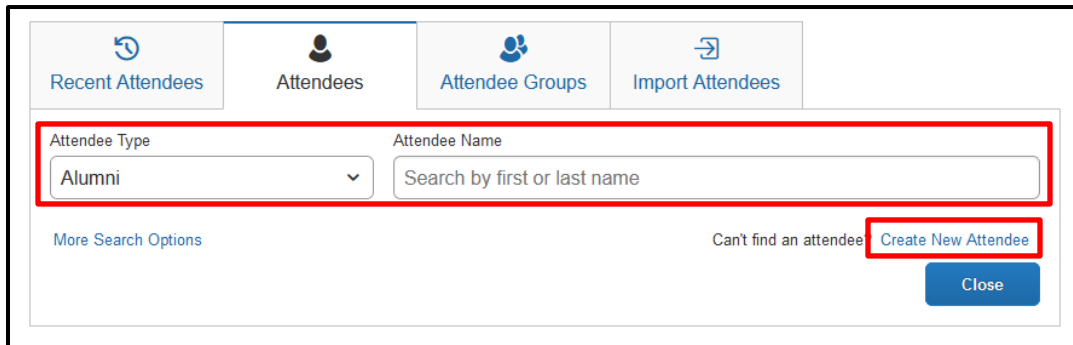 Recent Attendees
Attendees
Attendee Groups
Import Attendees
Attendee Type
Attendee Name
Alumni
Search by first or last name
More Search Options
Can't find an attendee? Create New Attendee
Close